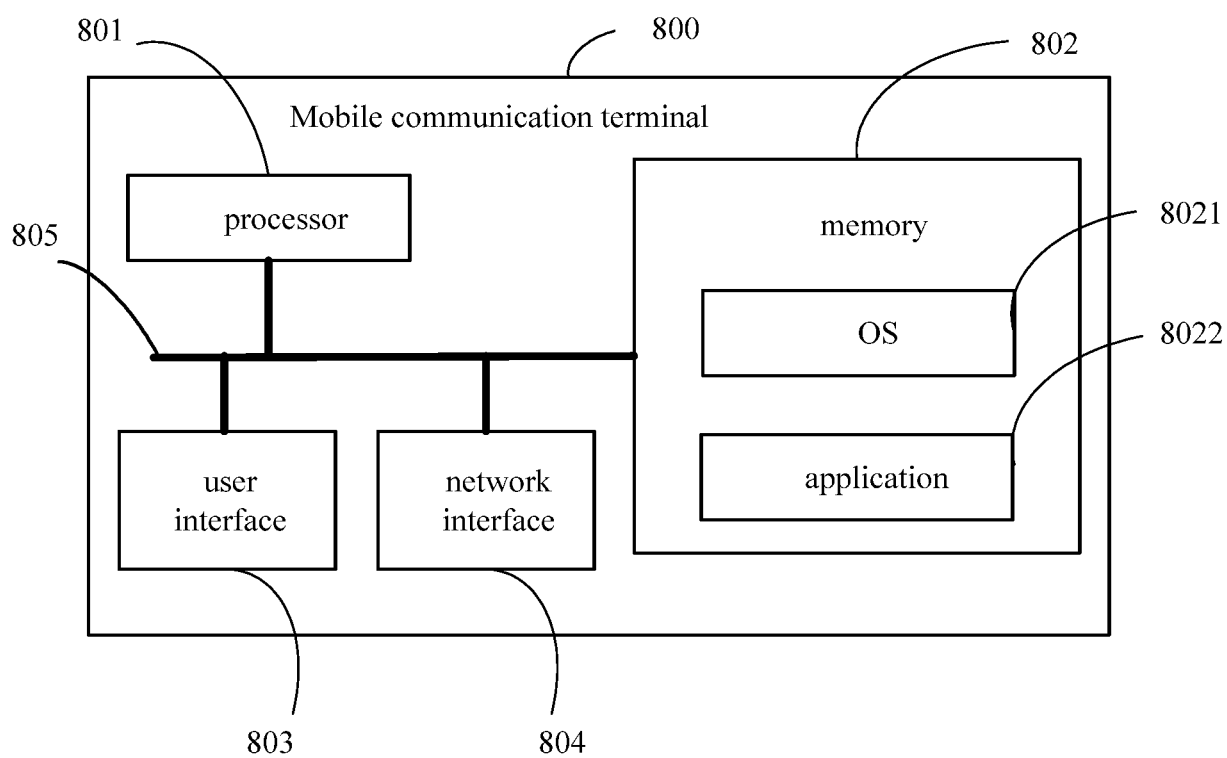 801
800
802
Mobile communication terminal
processor
memory
805
8021
OS
8022
user
interface
network
interface
application
803
804